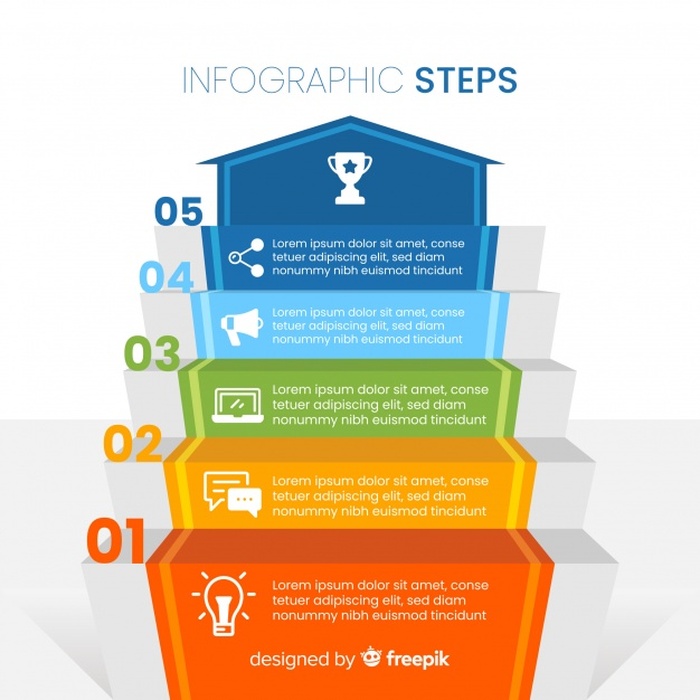 INFOGRAPHIC STEPS
05
Lorem ipsum dolor sit amet, conse
tetuer adipiscing elit, sed diam
nonummy nibh euismod tincidunt
04
Lorem ipsum dolor sit amet, conse
tetuer adipiscing elit, sed diam
nonummy nibh euismod tincidunt
03
Lorem ipsum dolor sit amet, conse
tetuer adipiscing elit, sed diam
nonummy nibh euismod tincidunt
02
Lorem ipsum dolor sit amet, conse
tetuer adipiscing elit, sed diam
nonummy nibh euismod tincidunt
01
Lorem ipsum dolor sit amet, conse
tetuer adipiscing elit, sed diam
nonummy nibh euismod tincidunt
designed by freepik